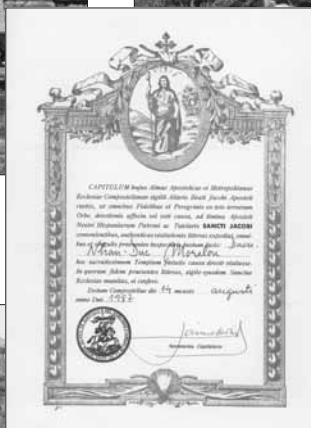 CAPITULUM hujus Almae Apostolicae et Metropolitanae
Ecclesiae Compostellanae sigilli Altaris Beati Jacobi Apostoli
custos, ut omnibus Fidelibus et Peregrinis ex toto terrarum
Orbe, devotionis affectu vel voti causa, ad limina Apostoli
Nostri Hispaniarum Patroni ac Tutelaris SANCTI JACOBI
convenientibus, authenticas visitationis litteras expediat, omni-
bus et singulis praesentes inspecturis, notum facit:
hoc sacratissimum Templum pietatis causa devote visitasse.
In quorum fidem praesentes litteras, sigillo ejusdem Sanctae
Ecclesiae munitas, ei confero.
Datum Compostellae die 14 mensis augusti
anno Dni 1987
Secretarius Capitularis